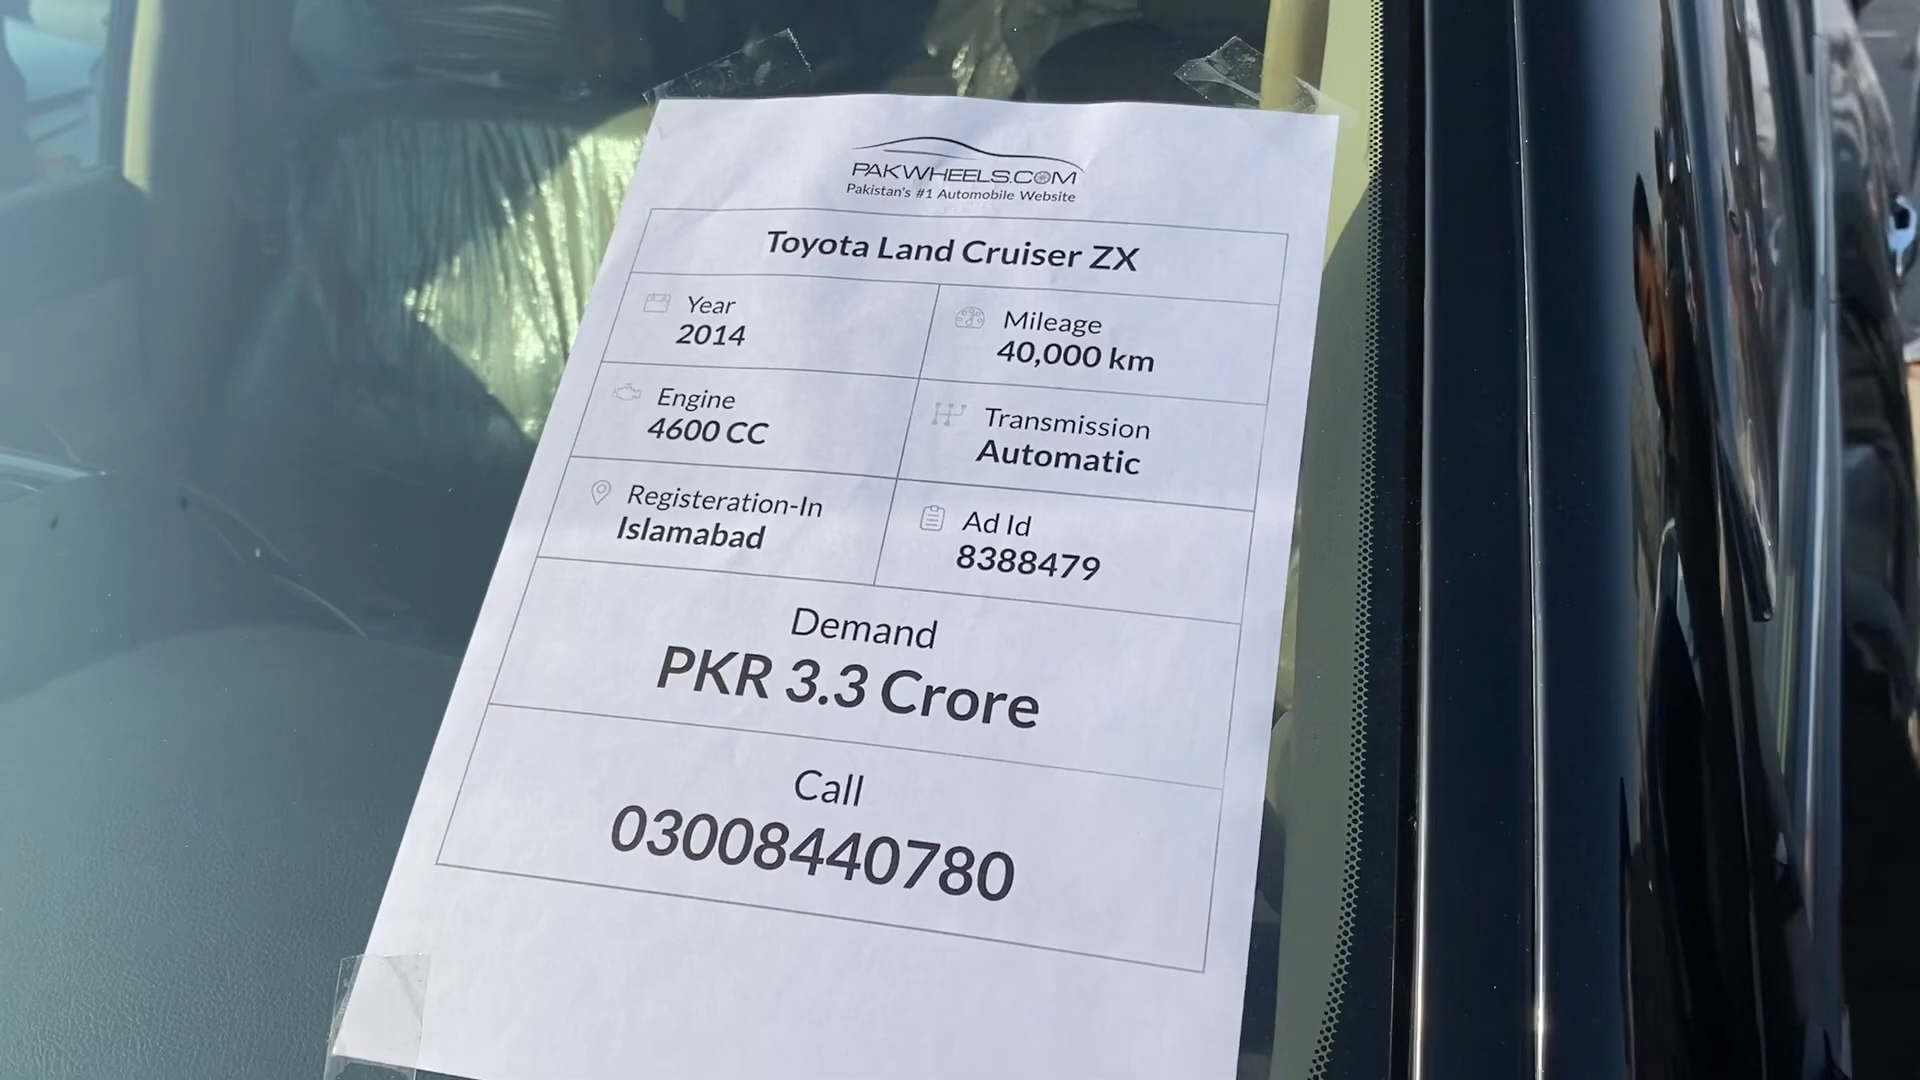 PAKWHEELS.COM
Pakistan's #1 Automobile Website
Toyota Land Cruiser ZX
Year
2014
Mileage
40,000 km
Engine
4600 CC
Transmission
Automatic
Registeration-In
Islamabad
Ad Id
8388479
Demand
PKR 3.3 Crore
Call
03008440780